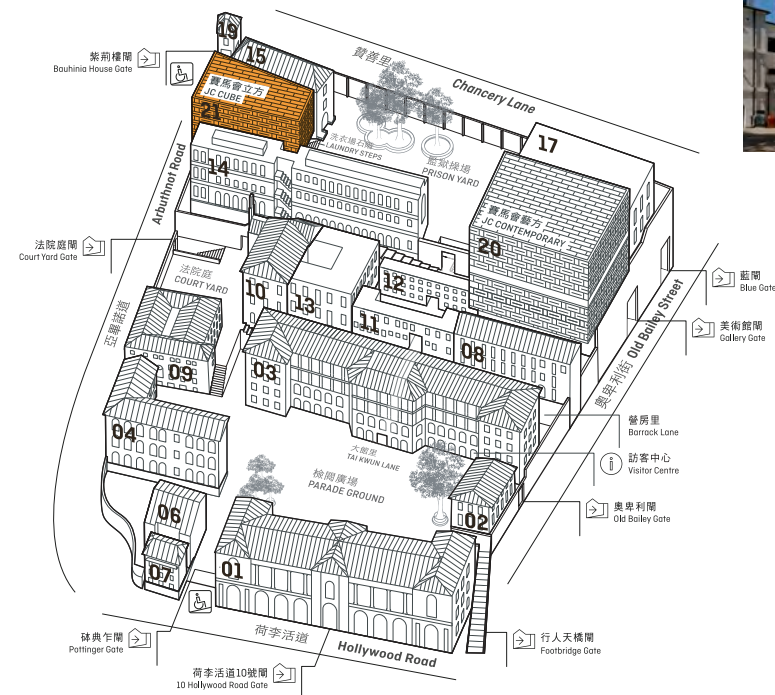 19
15
紫荊樓閘
Bauhinia House Gate
賽馬會立方
JC CUBE
21
贊善里
Chancery Lane
17
洗衣場石階
LAUNDRY STEPS
監獄操場
PRISON YARD
14
Arbuthnot Road
賽馬會藝方
JC CONTEMPORARY
20
法院庭閘
Court Yard Gate
法院庭
COURT YARD
亞畢諾道
10
13
12
11
08
藍閘
Blue Gate
美術館閘
Gallery Gate
奧卑利街 Old Bailey Street
09
03
04
營房里
Barrack Lane
大館里
TAI KWUN LANE
訪客中心
Visitor Centre
檢閱廣場
PARADE GROUND
奧卑利閘
Old Bailey Gate
02
06
07
01
砵典乍閘
Pottinger Gate
荷李活道
Hollywood Road
行人天橋閘
Footbridge Gate
荷李活道10號閘
10 Hollywood Road Gate